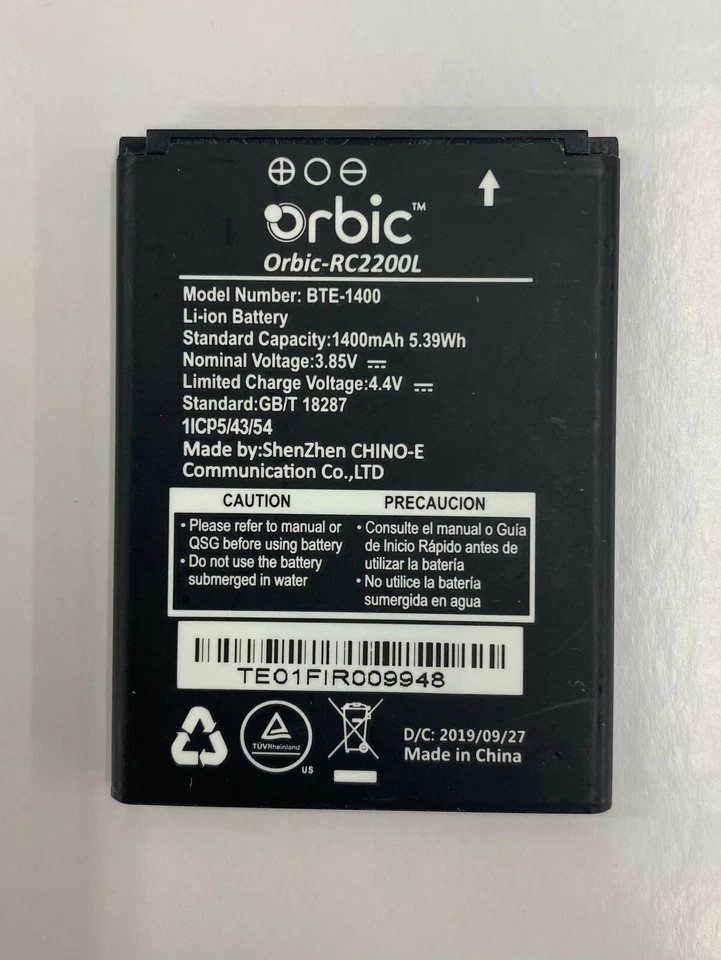 Orbic™
Orbic-RC2200L
Model Number: BTE-1400
Li-ion Battery
Standard Capacity:1400mAh 5.39Wh
Nominal Voltage:3.85V
Limited Charge Voltage:4.4V
Standard:GB/T 18287
1ICP5/43/54
Made by:ShenZhen CHINO-E
Communication Co.,LTD
CAUTION
• Please refer to manual or
QSG before using battery
• Do not use the battery
submerged in water
PRECAUCION
• Consulte el manual o Guía
de Inicio Rápido antes de
utilizar la batería
• No utilice la batería
sumergida en agua
TE01FIR009948
TÜVRheinland
US
D/C: 2019/09/27
Made in China